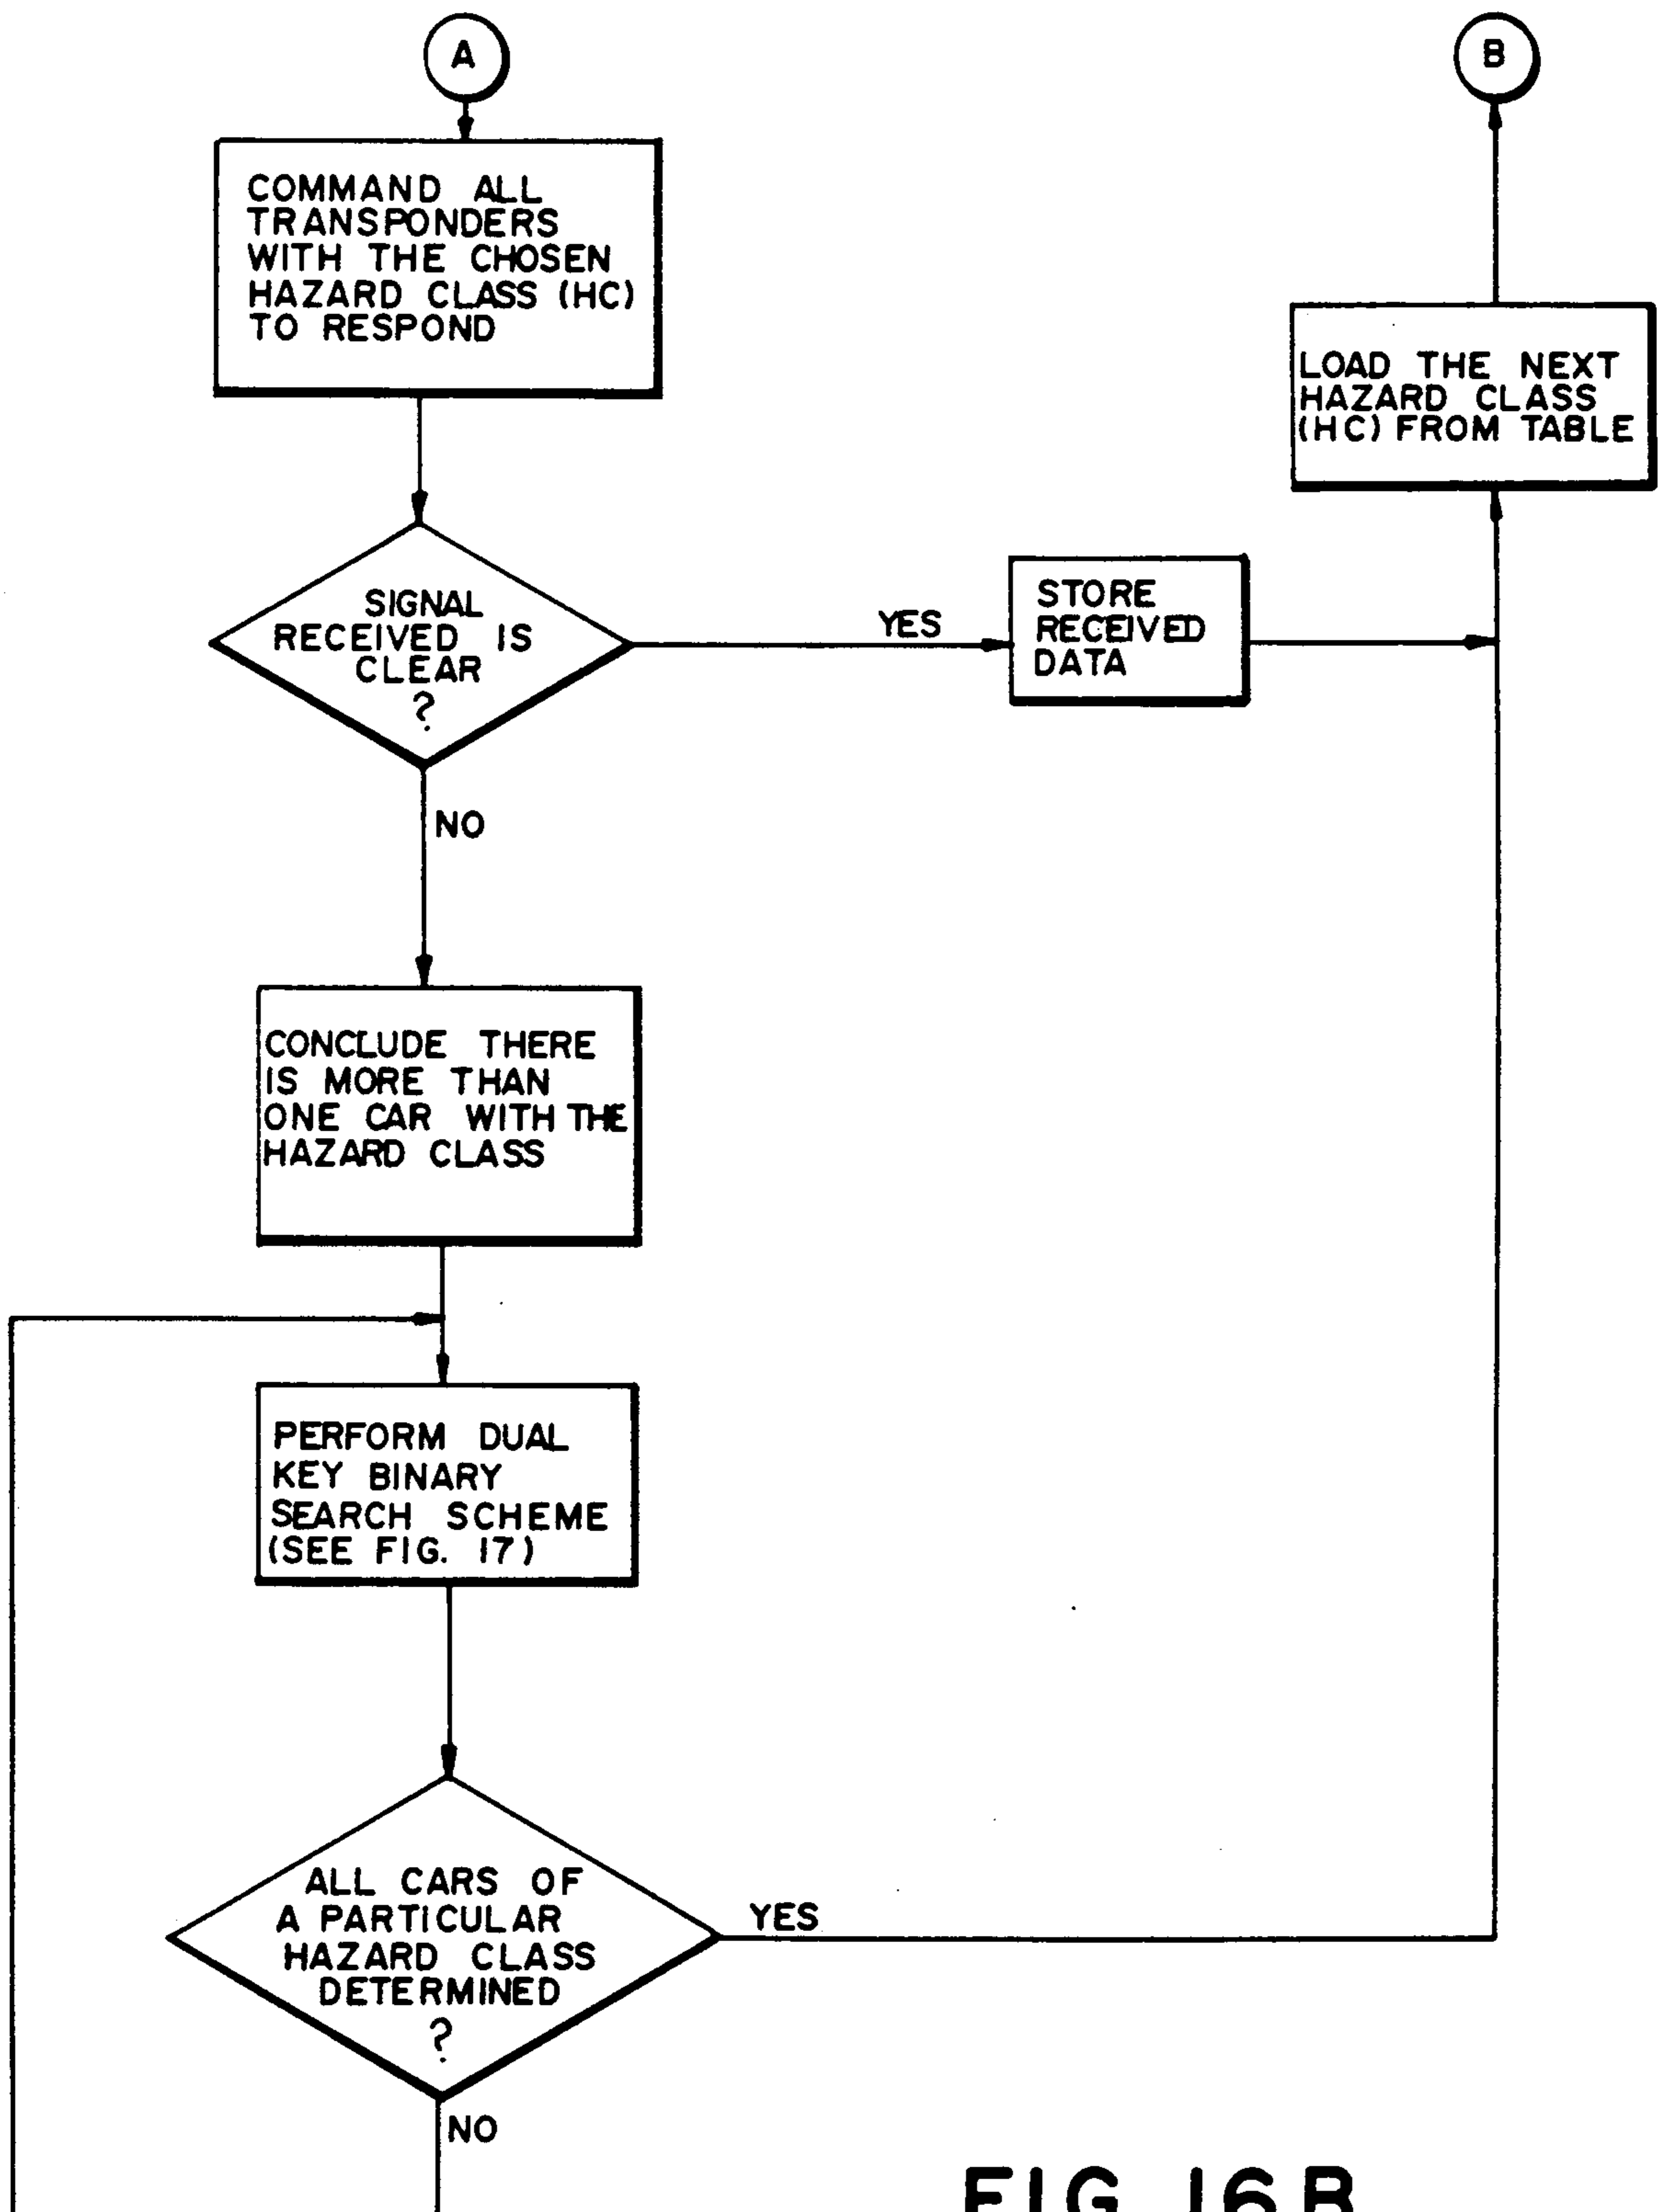 A
B
COMMAND ALL
TRANSPONDERS
WITH THE CHOSEN
HAZARD CLASS (HC)
TO RESPOND
LOAD THE NEXT
HAZARD CLASS
(HC) FROM TABLE
SIGNAL
RECEIVED IS
CLEAR
?
YES
STORE
RECEIVED
DATA
NO
CONCLUDE THERE
IS MORE THAN
ONE CAR WITH THE
HAZARD CLASS
PERFORM DUAL
KEY BINARY
SEARCH SCHEME
(SEE FIG. 17)
ALL CARS OF
A PARTICULAR
HAZARD CLASS
DETERMINED
?
YES
NO
FIG. 16B